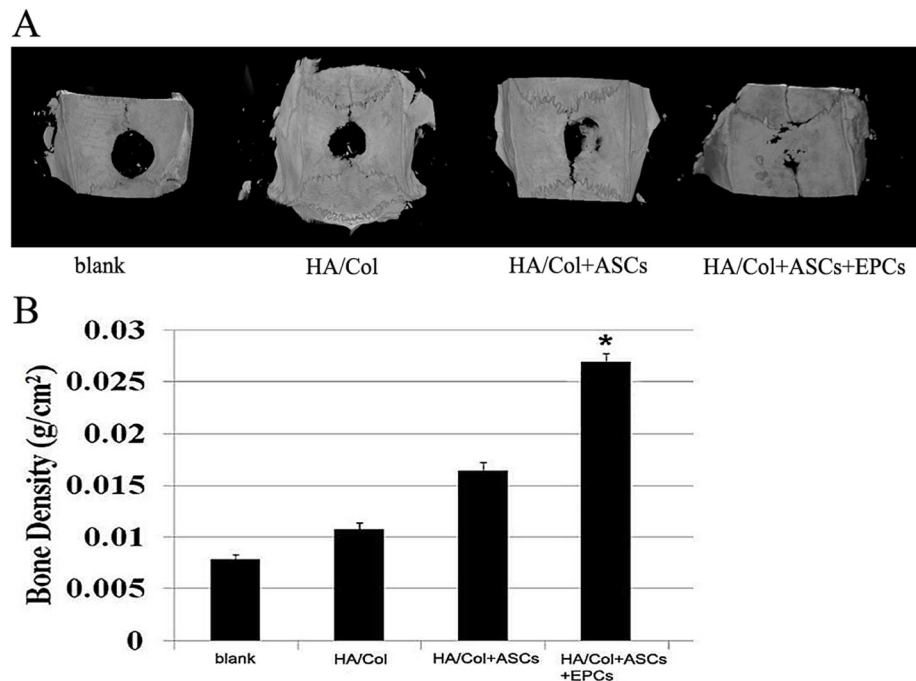 A
blank
HA/Col
HA/Col+ASCs
HA/Col+ASCs+EPCs
B
0.03
0.025
0.02
0.015
0.01
0.005
0
Bone Density (g/cm²)
*
blank
HA/Col
HA/Col+ASCs
HA/Col+ASCs
+EPCs